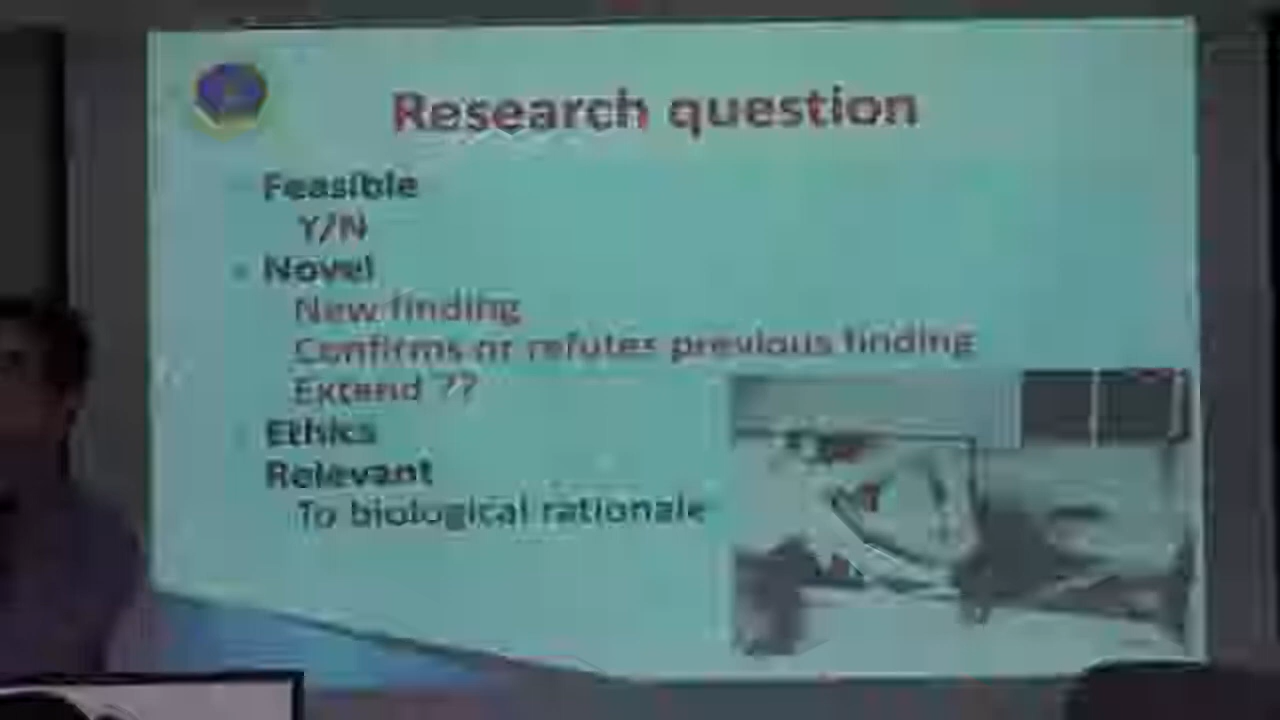 Research question
Feasible
Y/N
Novel
New finding
Confirms or refutes previous finding
Extend ??
Ethics
Relevant
To biological rationale